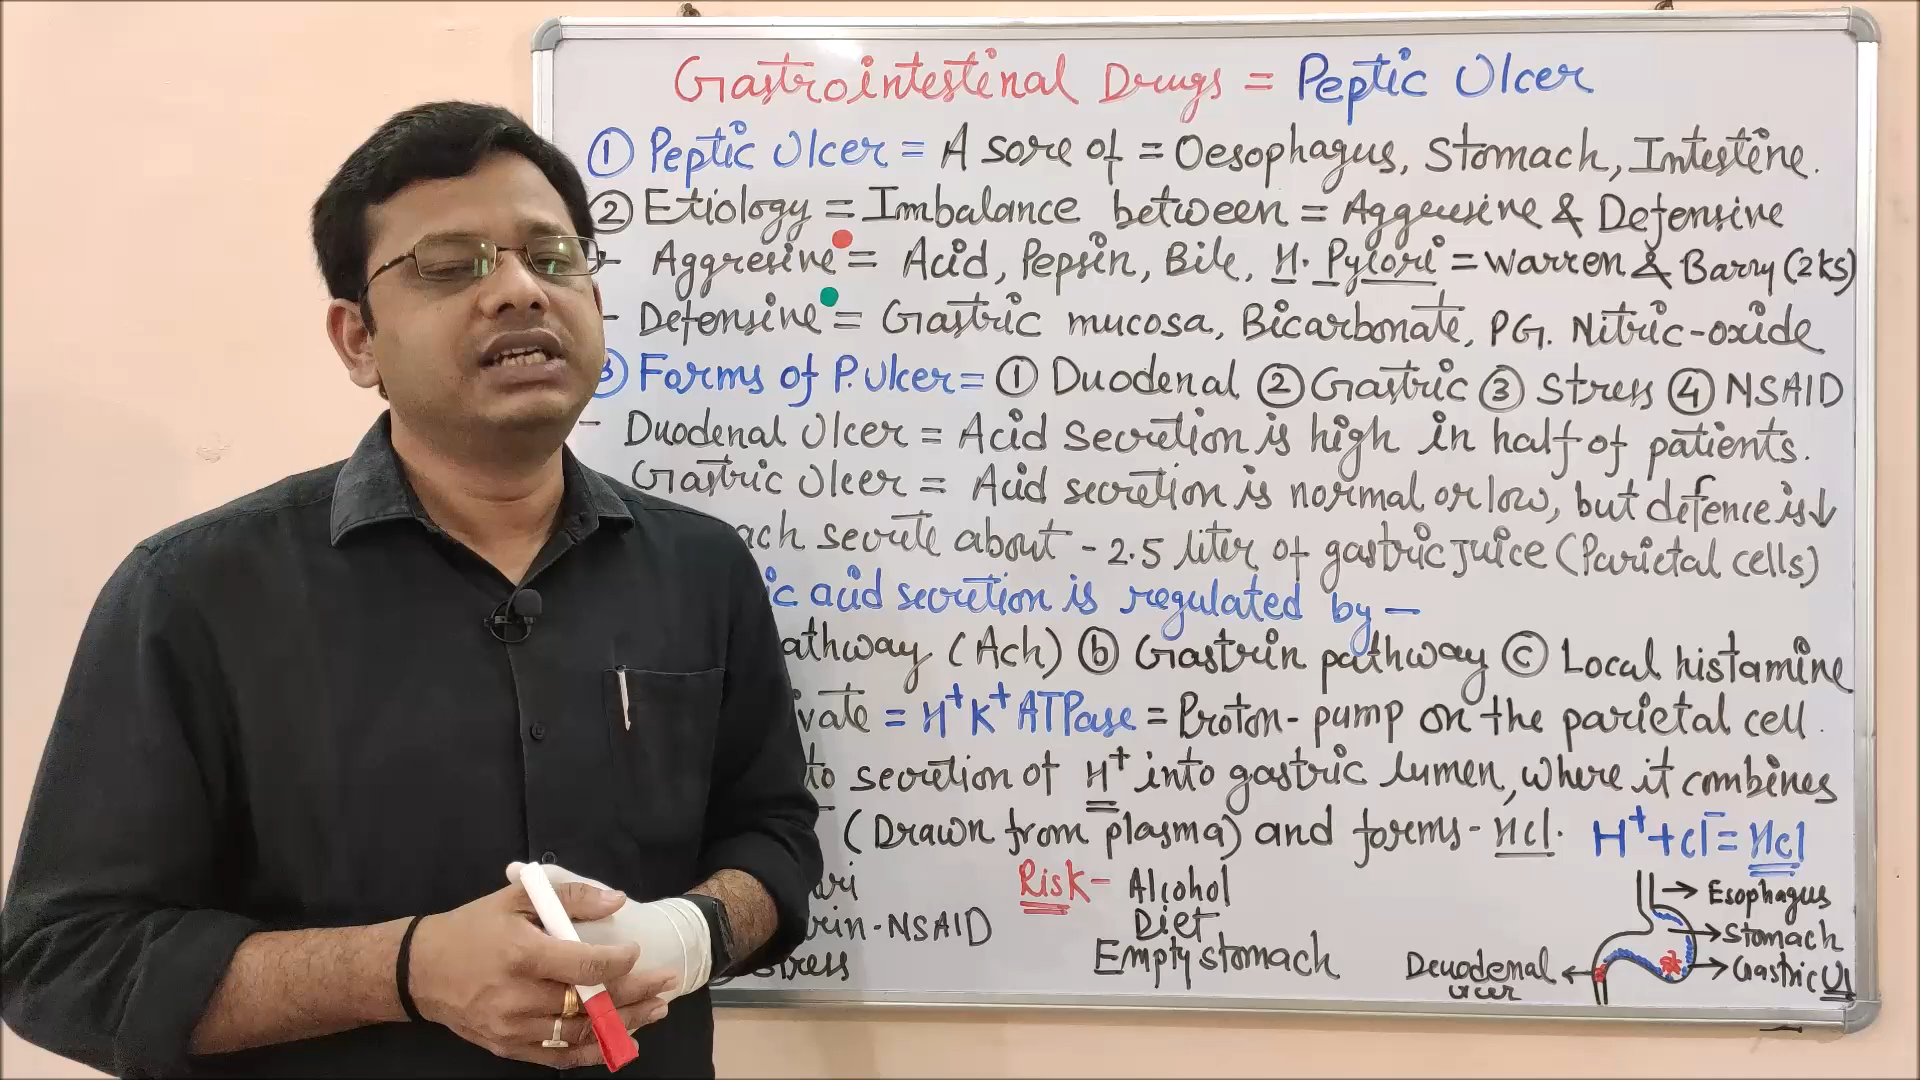 Gastrointestinal Drugs = Peptic Ulcer
① Peptic Ulcer = A sore of = Oesophagus, Stomach, Intestine.
② Etiology = Imbalance between = Aggresive & Defensive
- Aggresive = Acid, Pepsin, Bile, H. Pylori = Warren & Barry (2ks)
- Defensive = Gastric mucosa, Bicarbonate, PG. Nitric-oxide
③ Forms of P. Ulcer = ① Duodenal ② Gastric ③ Stress ④ NSAID
- Duodenal Ulcer = Acid secretion is high in half of patients.
Gastric Ulcer = Acid secretion is normal or low, but defence is ↓
ach secrete about - 2.5 liter of gastric juice (Parietal cells)
ic acid secretion is regulated by -
athway (Ach) ⓑ Gastrin pathway ⓒ Local histamine
vate = H⁺K⁺ATPase = Proton-pump on the parietal cell.
to secretion of H⁺ into gastric lumen, where it combines
(Drawn from plasma) and forms - Hcl. H⁺ + cl⁻ = Hcl
Risk - Alcohol
Diet
Empty stomach
rin - NSAID
Stress
Esophagus
Stomach
Gastric Ul
Deuodenal
ulcer